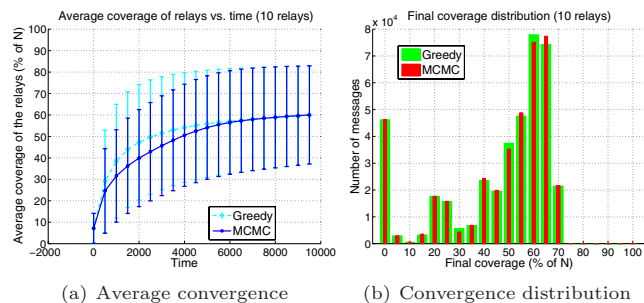 Average coverage of relays vs. time (10 relays)
Average coverage of the relays (% of N)
100
90
80
70
60
50
40
30
20
10
0
−2000 0 2000 4000 6000 8000 10000
Time
Greedy
MCMC
(a) Average convergence
Final coverage distribution (10 relays)
x 10^4
Number of messages
8
7
6
5
4
3
2
1
0
0 10 20 30 40 50 60 70 80 90 100
Final coverage (% of N)
Greedy
MCMC
(b) Convergence distribution